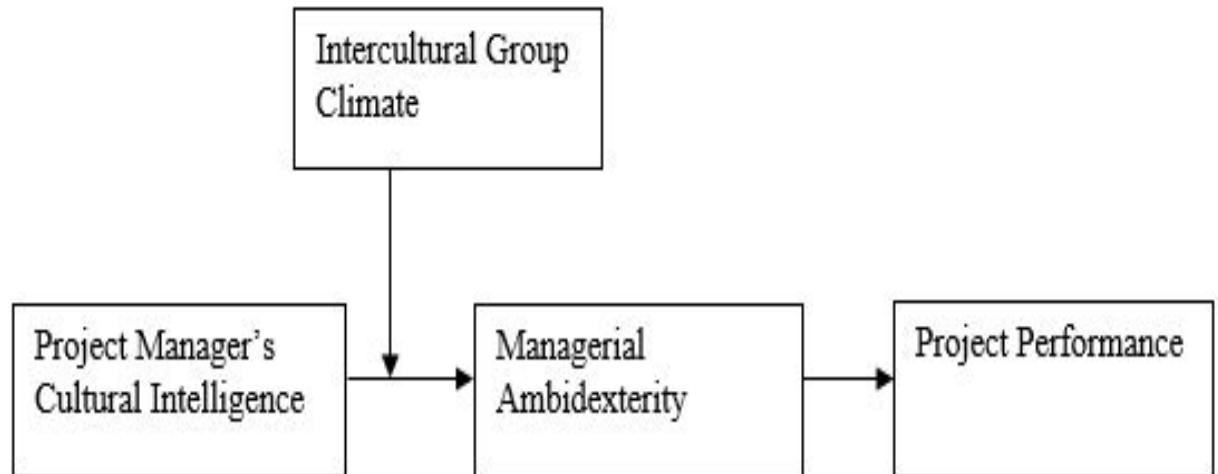 Intercultural Group
Climate
Project Manager’s
Cultural Intelligence
Managerial
Ambidexterity
Project Performance